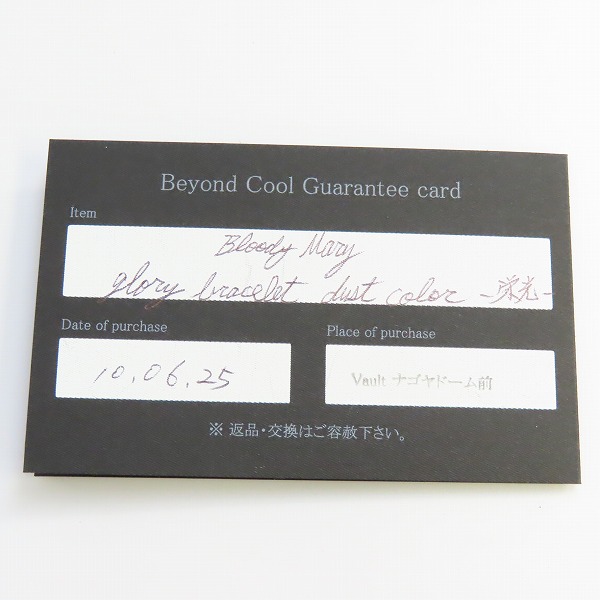 Beyond Cool Guarantee card
Item
Bloody Mary
glory bracelet dust color -栄光-
Date of purchase
Place of purchase
10.06.25
Vault ナゴヤドーム前
※ 返品・交換はご容赦下さい。